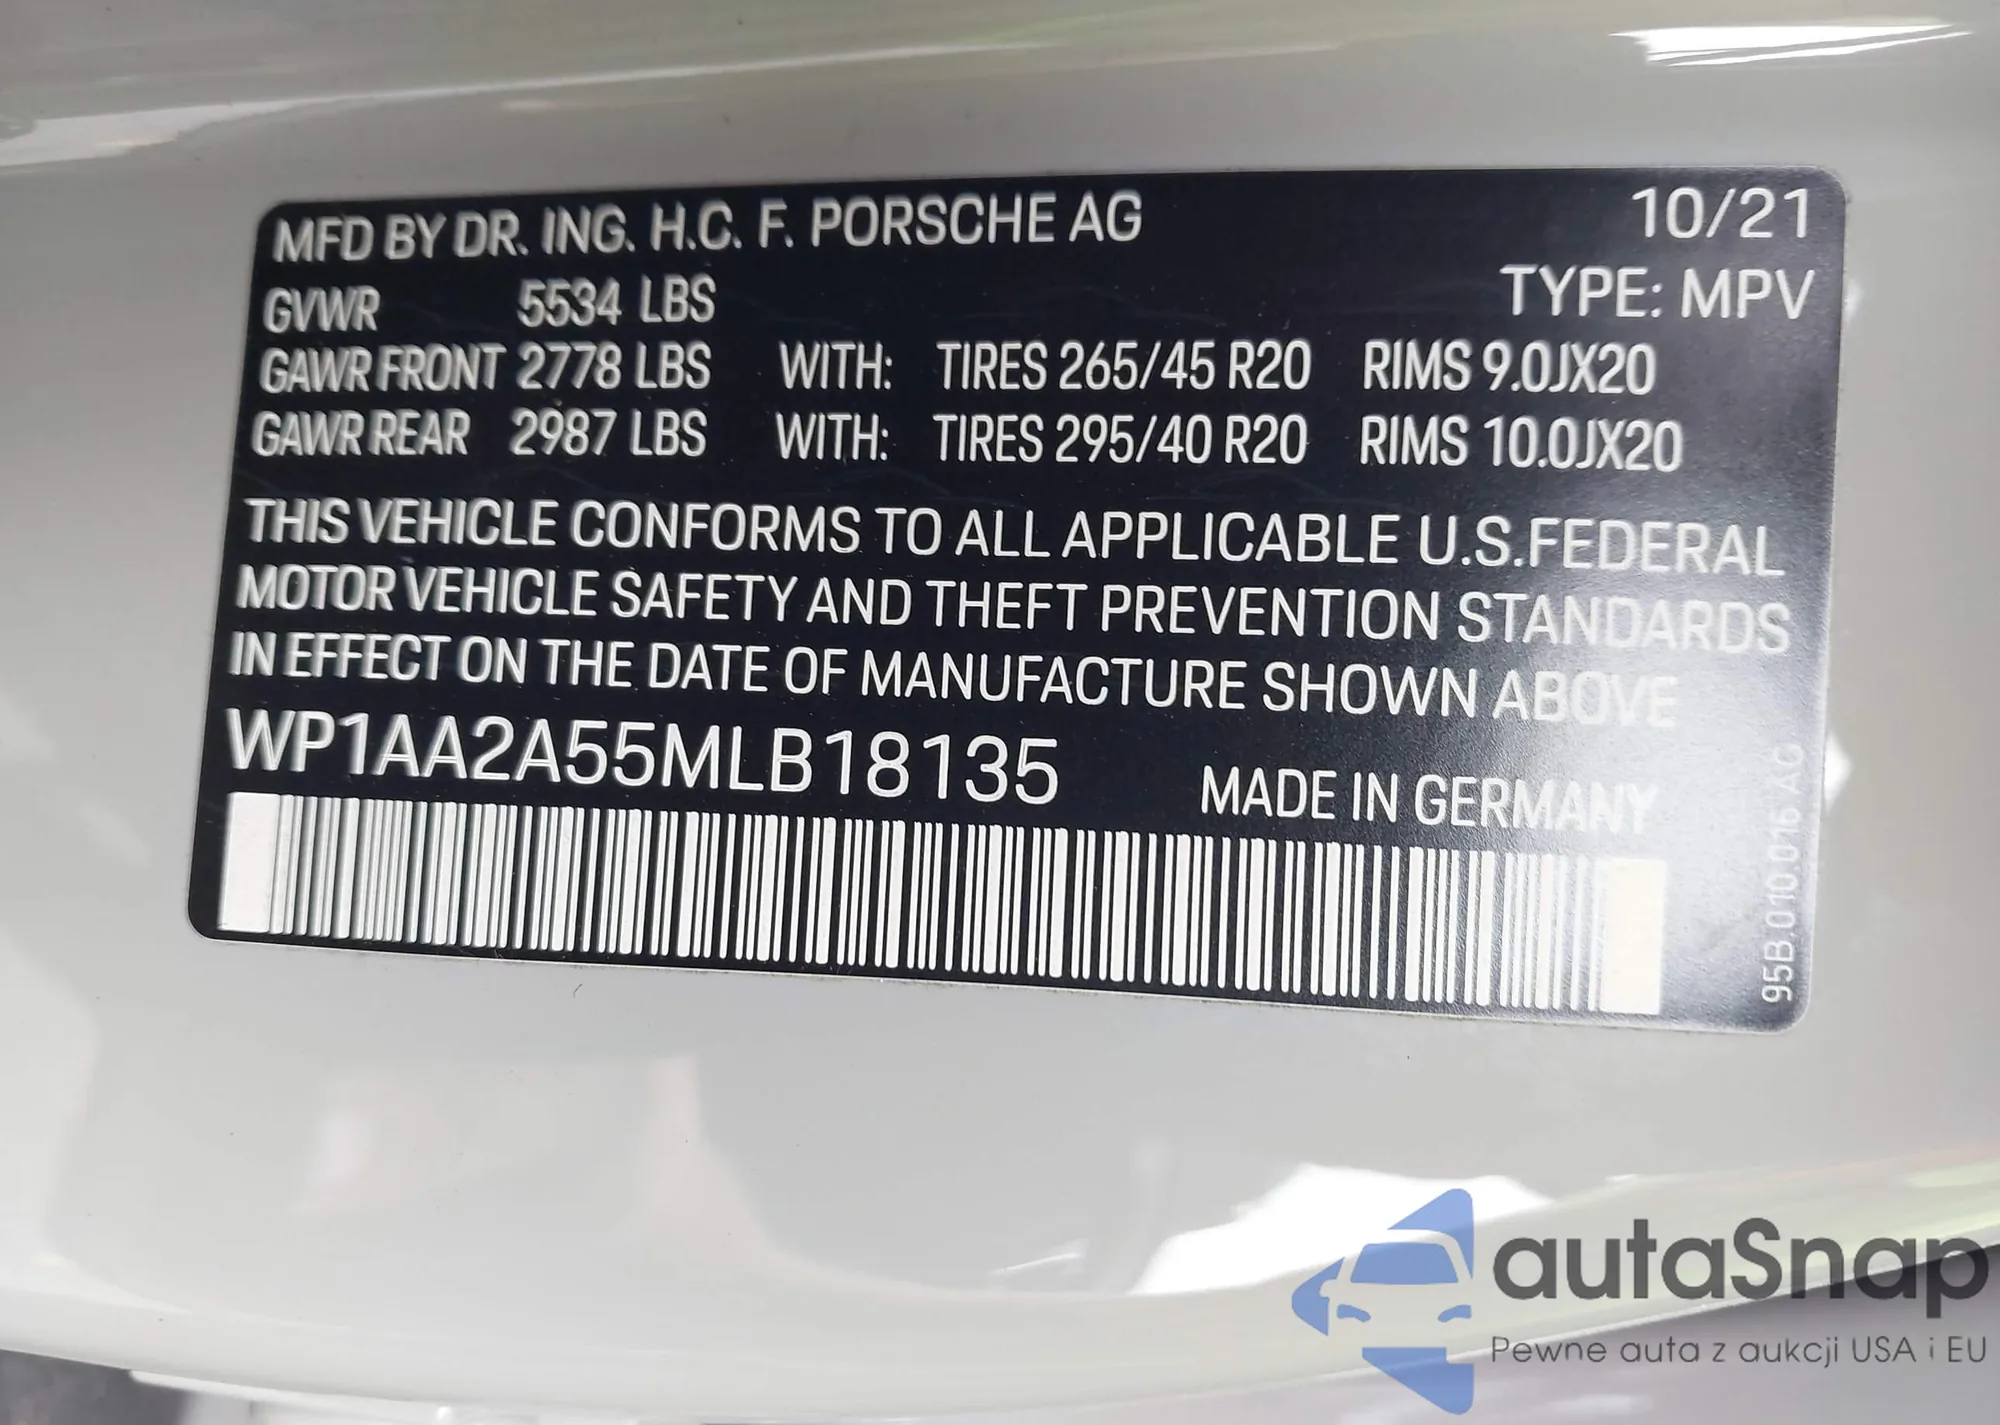 MFD BY DR. ING. H.C. F. PORSCHE AG 10/21
GVWR 5534 LBS TYPE: MPV
GAWR FRONT 2778 LBS WITH: TIRES 265/45 R20 RIMS 9.0JX20
GAWR REAR 2987 LBS WITH: TIRES 295/40 R20 RIMS 10.0JX20
THIS VEHICLE CONFORMS TO ALL APPLICABLE U.S.FEDERAL
MOTOR VEHICLE SAFETY AND THEFT PREVENTION STANDARDS
IN EFFECT ON THE DATE OF MANUFACTURE SHOWN ABOVE
WP1AA2A55MLB18135
MADE IN GERMANY
95B.010.016 AG
autaSnap
Pewne auta z aukcji USA i EU